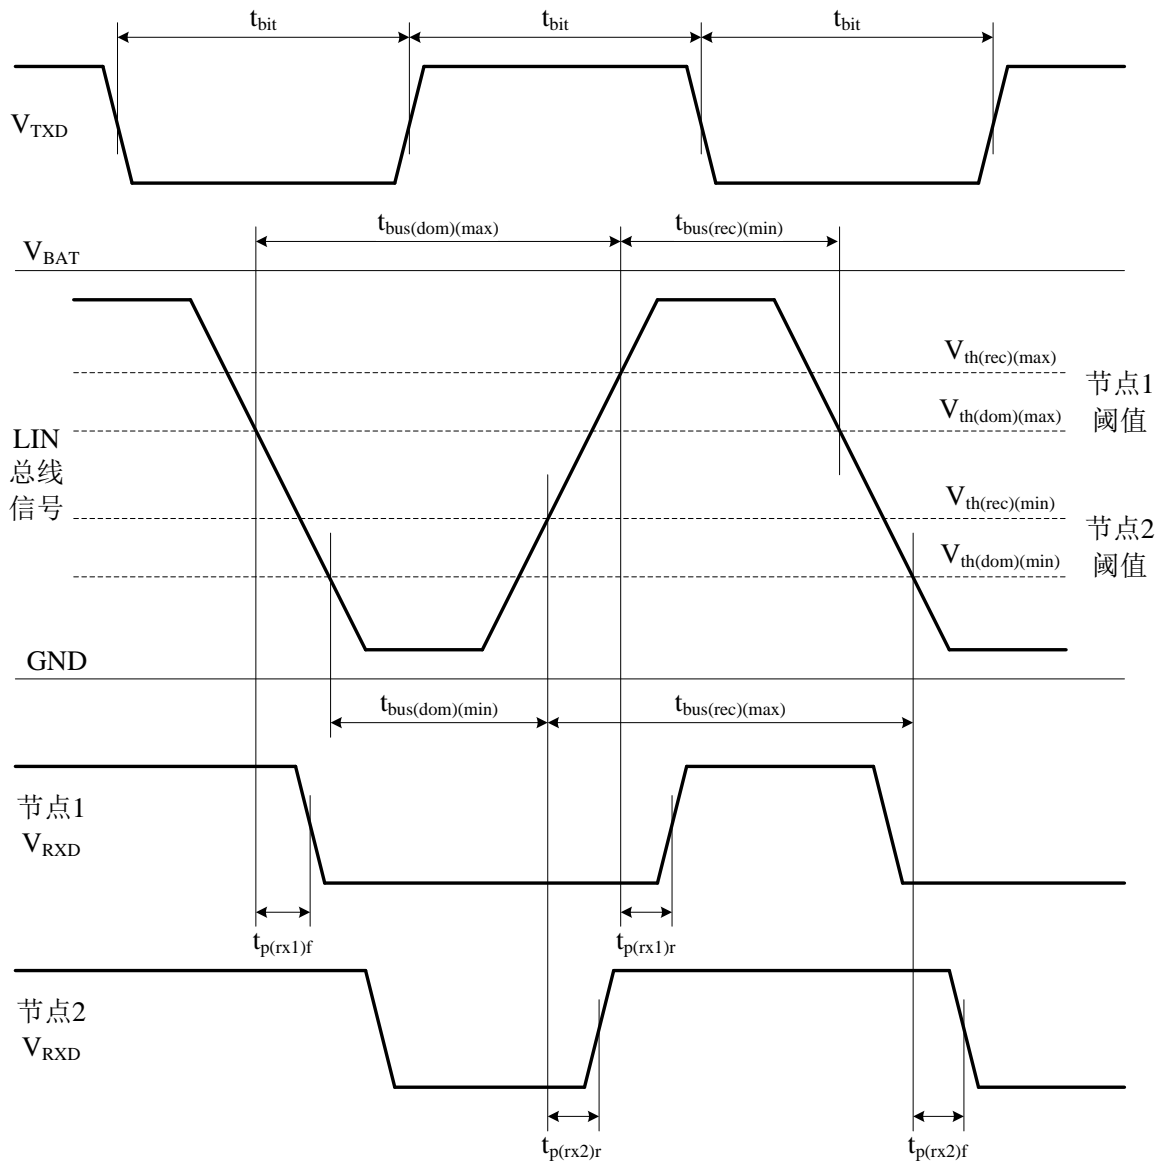 tbit
tbit
tbit
VTXD
tbus(dom)(max)
tbus(rec)(min)
VBAT
Vth(rec)(max)
节点1
阈值
Vth(dom)(max)
LIN
总线
信号
Vth(rec)(min)
节点2
阈值
Vth(dom)(min)
GND
tbus(dom)(min)
tbus(rec)(max)
节点1
VRXD
tp(rx1)f
tp(rx1)r
节点2
VRXD
tp(rx2)r
tp(rx2)f